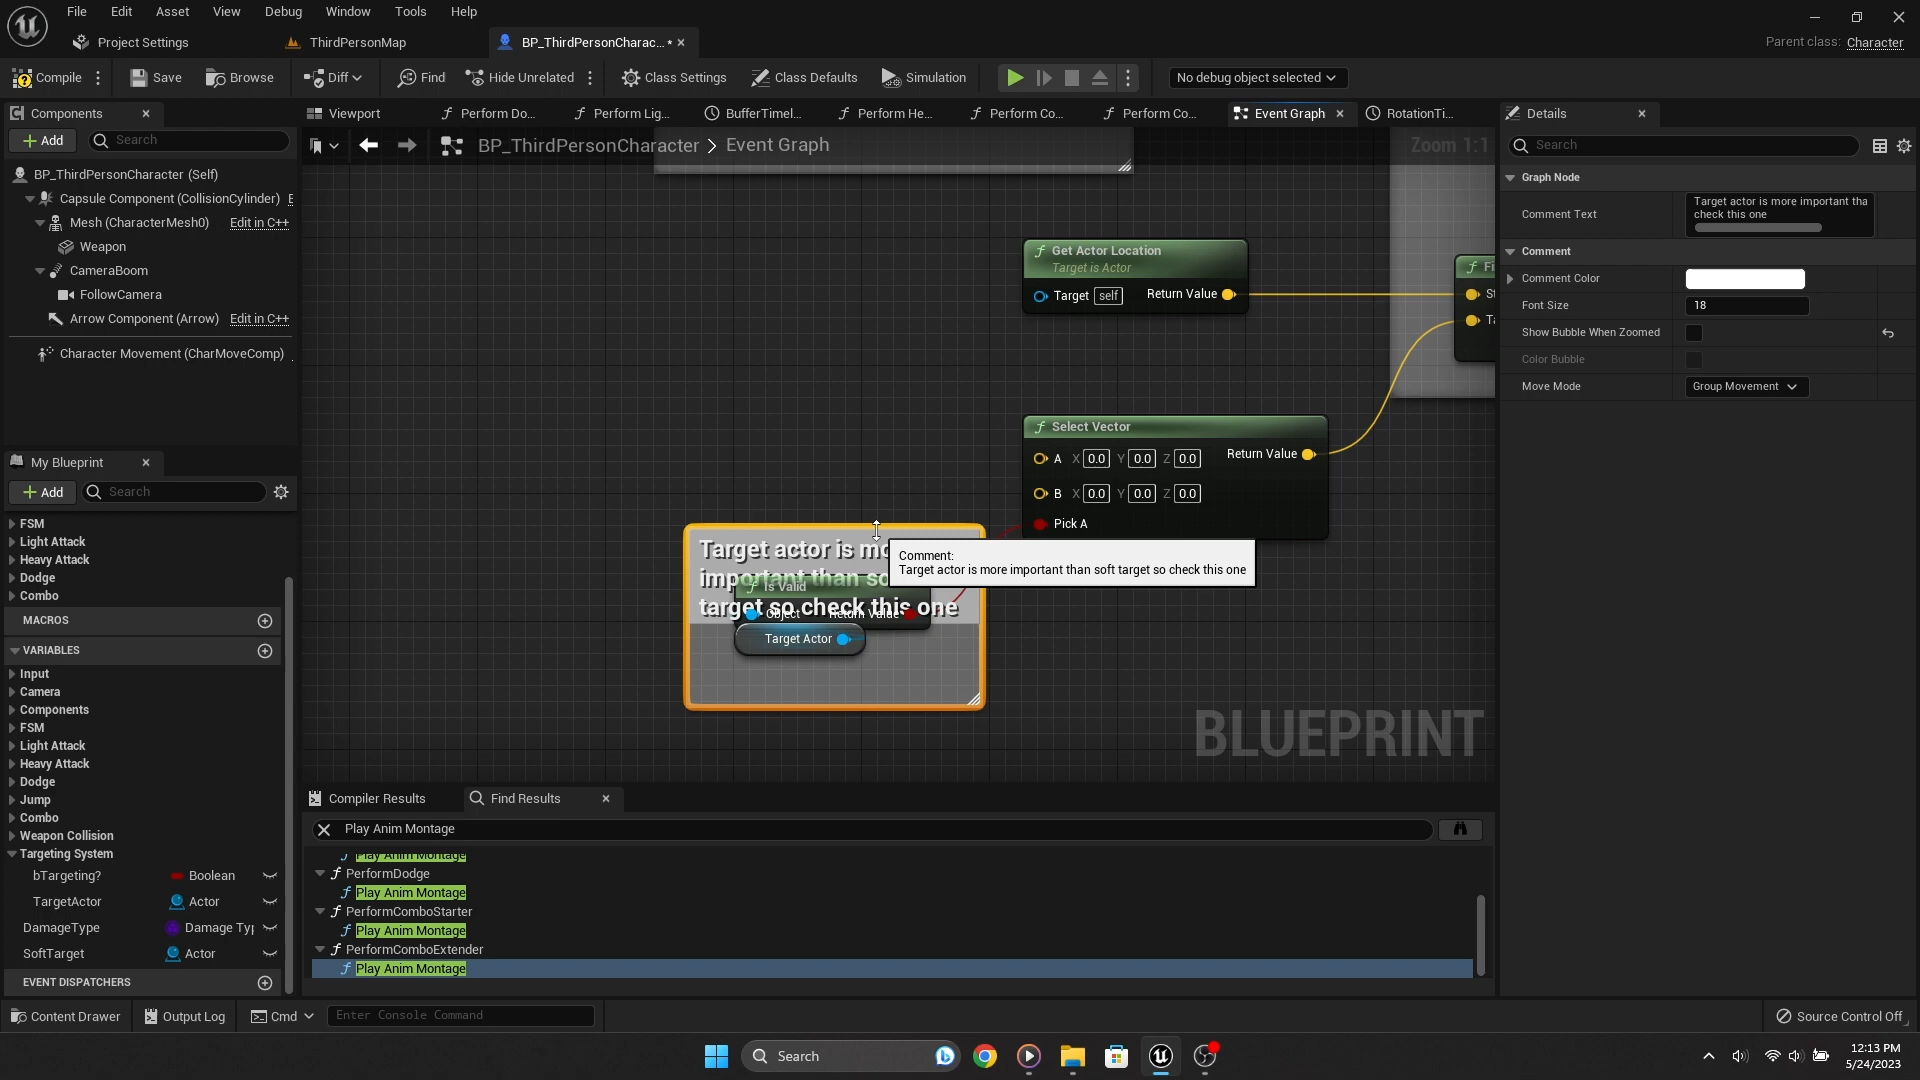 File Edit Asset View Debug Window Tools Help
Project Settings ThirdPersonMap BP_ThirdPersonCharac... • Parent class: Character
Compile Save Browse Diff Find Hide Unrelated Class Settings Class Defaults Simulation No debug object selected
Components Viewport Perform Do... Perform Lig... BufferTimel... Perform He... Perform Co... Perform Co... Event Graph RotationTi... Details
Add Search BP_ThirdPersonCharacter > Event Graph Zoom 1:1 Search
BP_ThirdPersonCharacter (Self)
Capsule Component (CollisionCylinder) E
Mesh (CharacterMesh0) Edit in C++
Weapon
CameraBoom
FollowCamera
Arrow Component (Arrow) Edit in C++
Character Movement (CharMoveComp)
Graph Node
Comment Text Target actor is more important tha
check this one
Comment
Comment Color
Font Size 18
Show Bubble When Zoomed
Color Bubble
Move Mode Group Movement
Get Actor Location
Target is Actor
Target self Return Value
Fi
St
Ta
Select Vector
A X 0.0 Y 0.0 Z 0.0 Return Value
B X 0.0 Y 0.0 Z 0.0
Pick A
Target actor is mo
important than so
target so check this one
Is Valid
Object Return Value
Target Actor
Comment:
Target actor is more important than soft target so check this one
BLUEPRINT
My Blueprint
Add Search
FSM
Light Attack
Heavy Attack
Dodge
Combo
MACROS
VARIABLES
Input
Camera
Components
FSM
Light Attack
Heavy Attack
Dodge
Jump
Combo
Weapon Collision
Targeting System
bTargeting? Boolean
TargetActor Actor
DamageType Damage Typ
SoftTarget Actor
EVENT DISPATCHERS
Compiler Results Find Results
Play Anim Montage
Play Anim Montage
PerformDodge
Play Anim Montage
PerformComboStarter
Play Anim Montage
PerformComboExtender
Play Anim Montage
Content Drawer Output Log Cmd Enter Console Command Source Control Off
Search
12:13 PM
5/24/2023